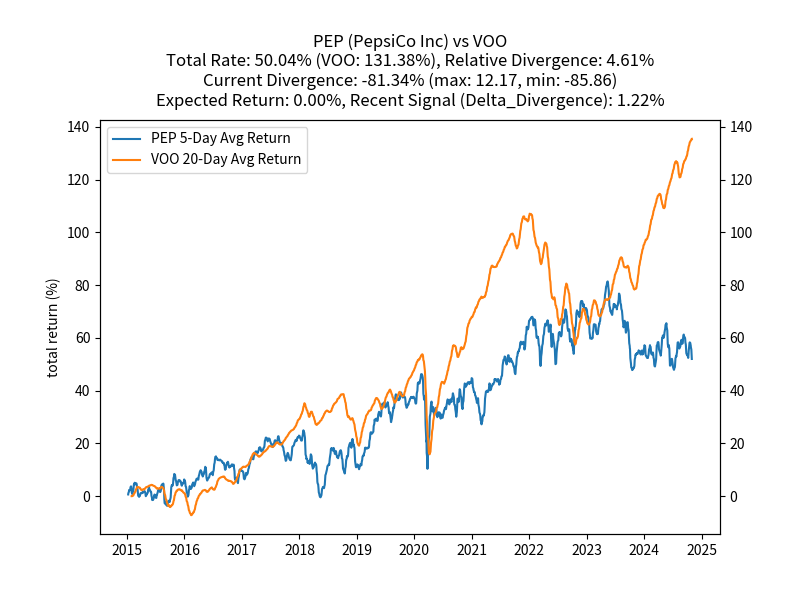 PEP (PepsiCo Inc) vs VOO
Total Rate: 50.04% (VOO: 131.38%), Relative Divergence: 4.61%
Current Divergence: -81.34% (max: 12.17, min: -85.86)
Expected Return: 0.00%, Recent Signal (Delta_Divergence): 1.22%
PEP 5-Day Avg Return
VOO 20-Day Avg Return
total return (%)
140 140
120 120
100 100
80 80
60 60
40 40
20 20
0 0
2015 2016 2017 2018 2019 2020 2021 2022 2023 2024 2025